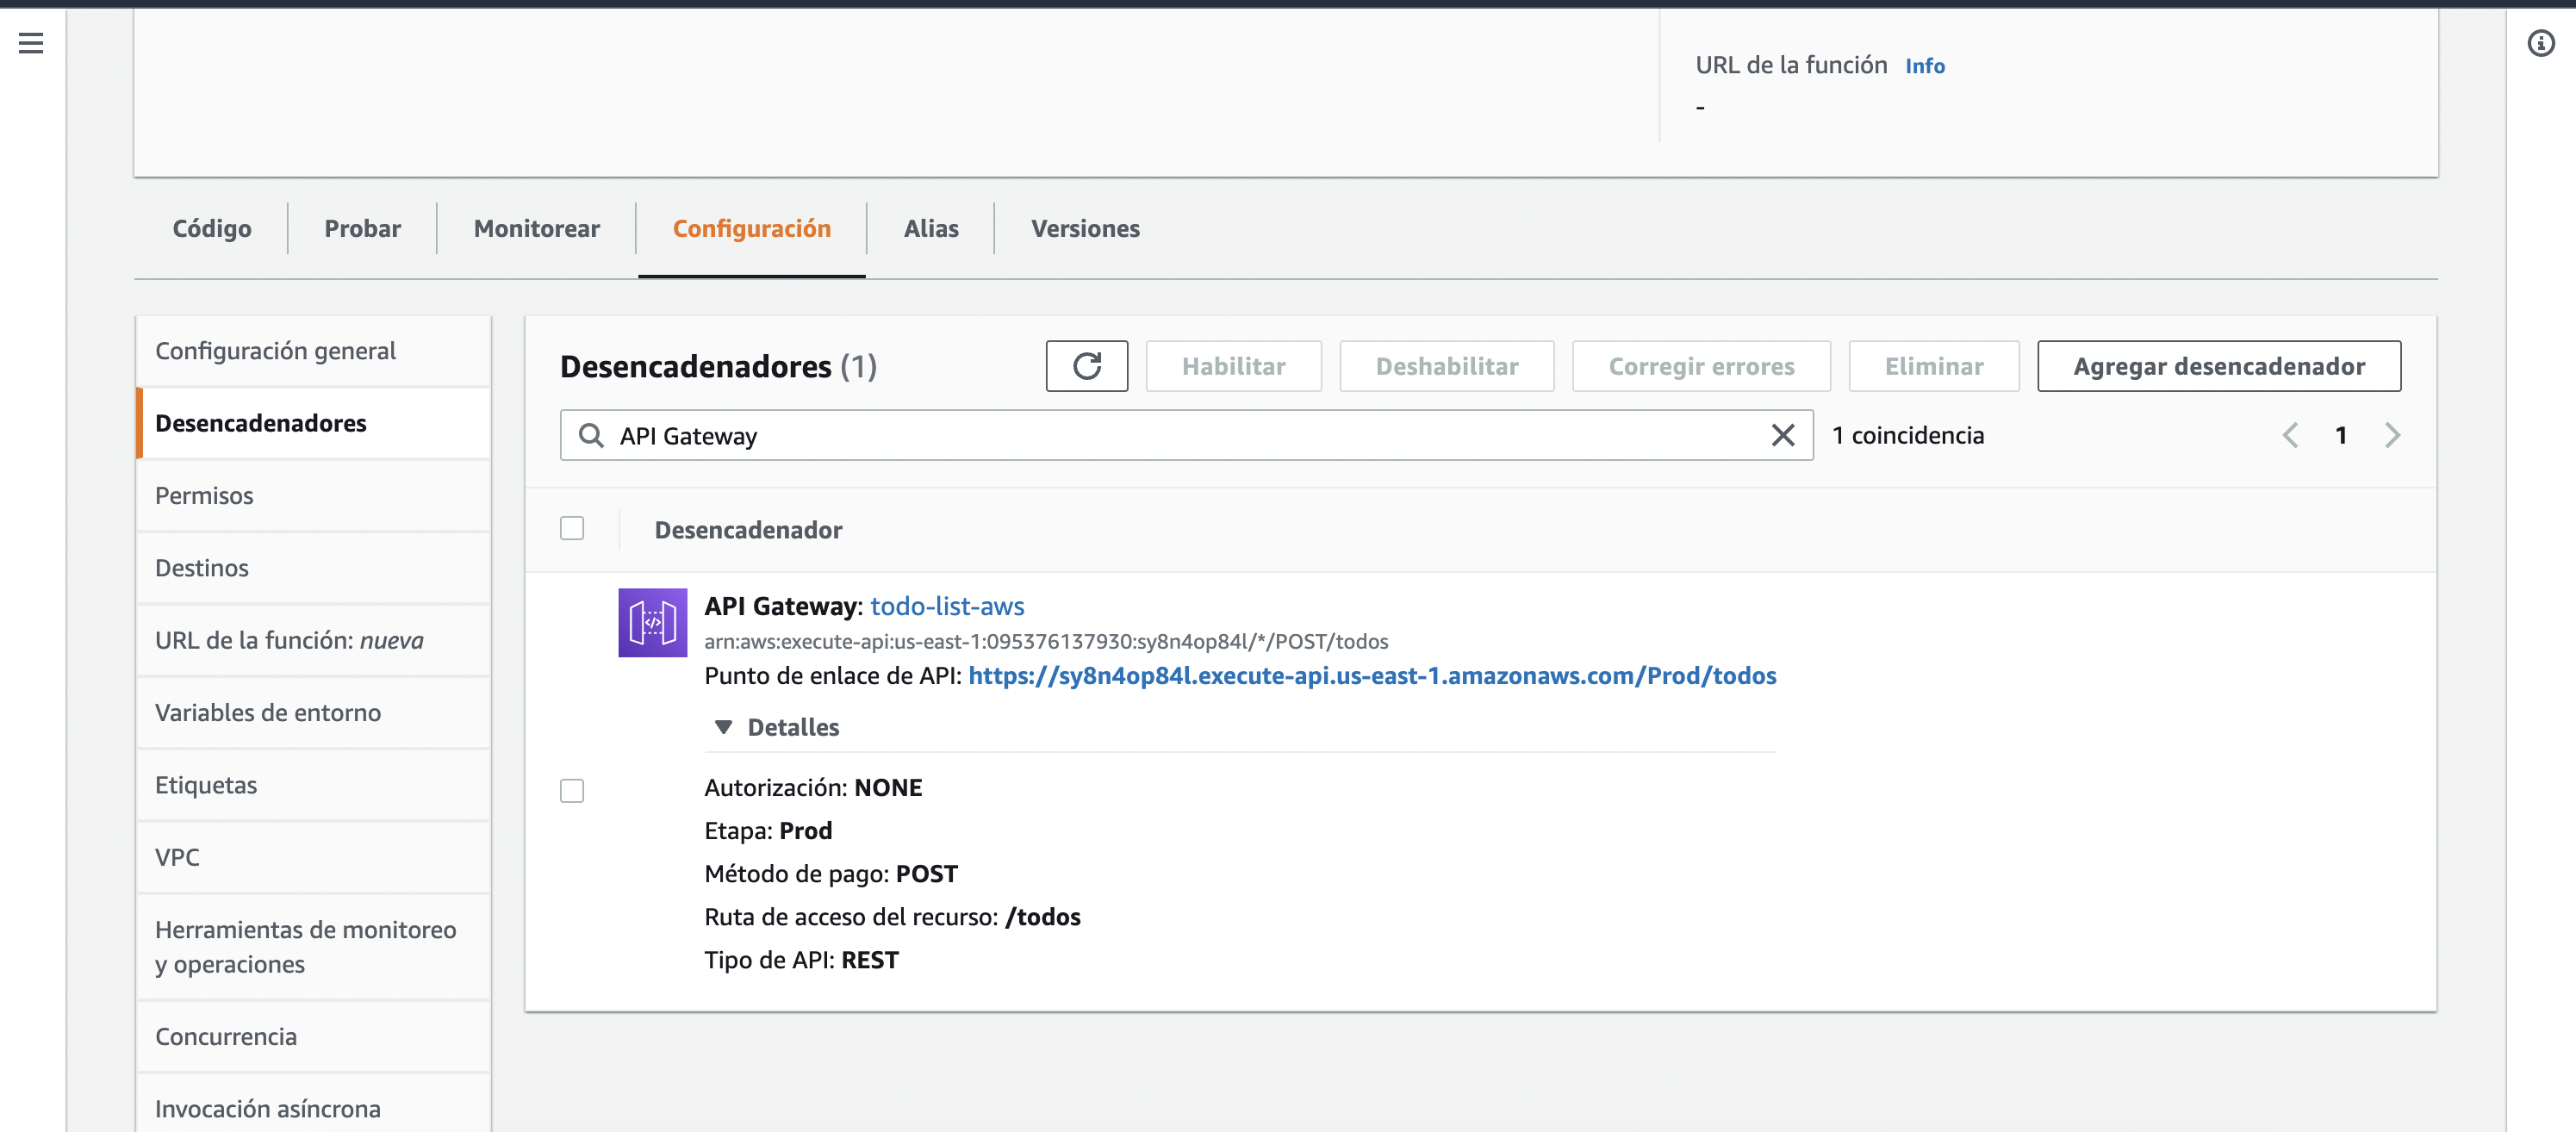 URL de la función Info
-
Código
Probar
Monitorear
Configuración
Alias
Versiones
Configuración general
Desencadenadores
Permisos
Destinos
URL de la función: nueva
Variables de entorno
Etiquetas
VPC
Herramientas de monitoreo
y operaciones
Concurrencia
Invocación asíncrona
Desencadenadores (1)
Habilitar
Deshabilitar
Corregir errores
Eliminar
Agregar desencadenador
API Gateway
1 coincidencia
1
Desencadenador
API Gateway: todo-list-aws
arn:aws:execute-api:us-east-1:095376137930:sy8n4op84l/*/POST/todos
Punto de enlace de API: https://sy8n4op84l.execute-api.us-east-1.amazonaws.com/Prod/todos
Detalles
Autorización: NONE
Etapa: Prod
Método de pago: POST
Ruta de acceso del recurso: /todos
Tipo de API: REST